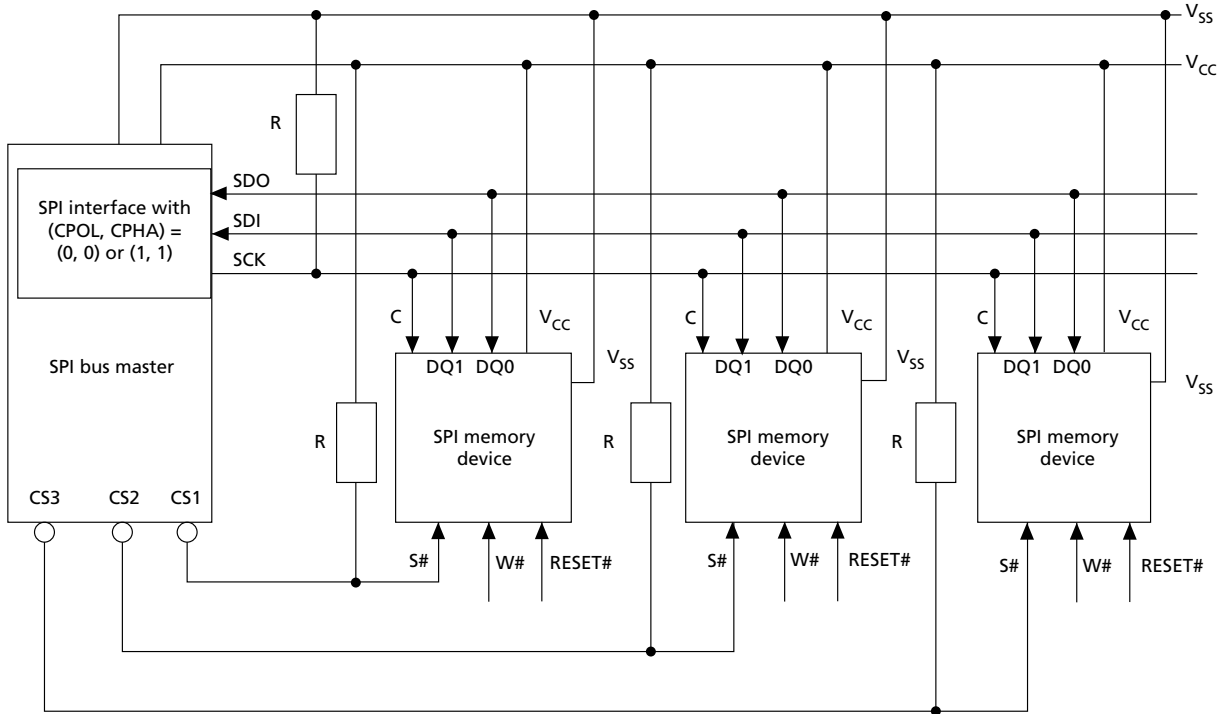 VSS
VCC
R
SDO
SPI interface with
(CPOL, CPHA) =
(0, 0) or (1, 1)
SDI
SCK
SPI bus master
C
VCC
C
VCC
C
VCC
DQ1 DQ0
VSS
DQ1 DQ0
VSS
DQ1 DQ0
VSS
R
SPI memory
device
R
SPI memory
device
R
SPI memory
device
CS3 CS2 CS1
S# W# RESET#
S# W# RESET#
S# W# RESET#